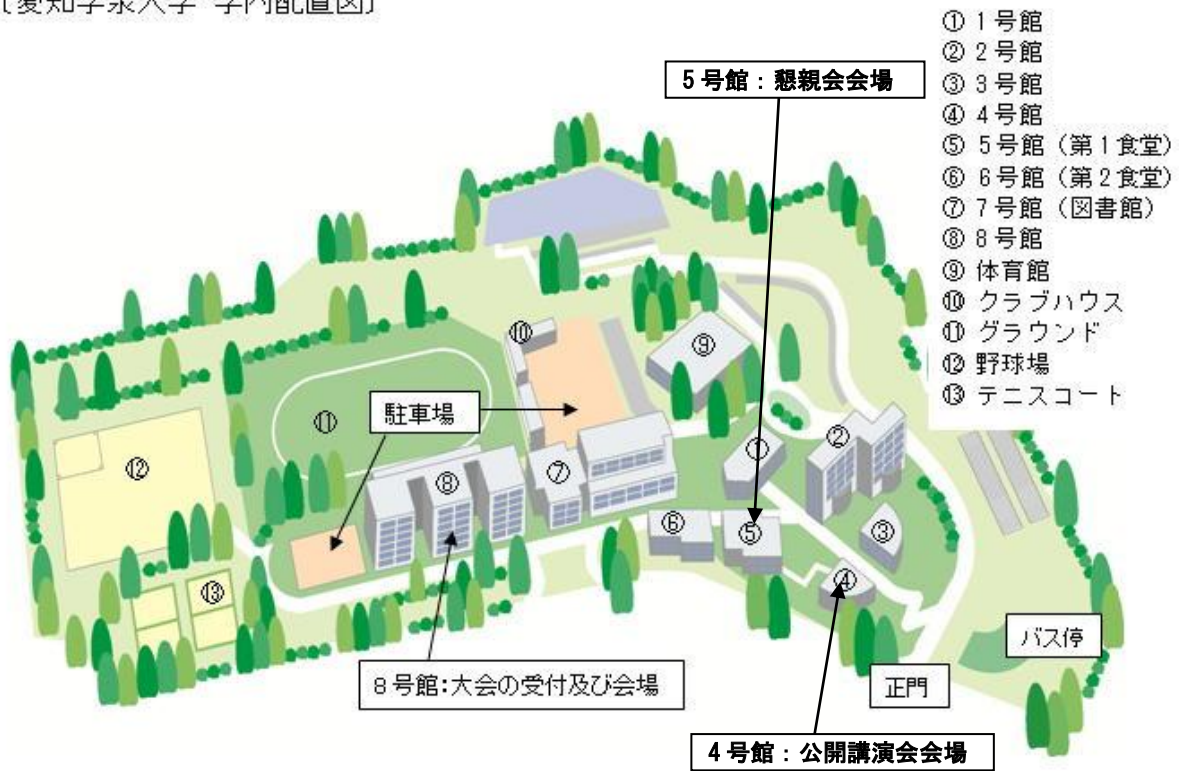 〔愛知学泉大学 学内配置図〕
① 1号館
② 2号館
③ 3号館
④ 4号館
⑤ 5号館（第1食堂）
⑥ 6号館（第2食堂）
⑦ 7号館（図書館）
⑧ 8号館
⑨ 体育館
⑩ クラブハウス
⑪ グラウンド
⑫ 野球場
⑬ テニスコート
5号館：懇親会会場
⑩
⑨
駐車場
⑪
①
②
⑫
⑧
⑦
⑥
⑤
③
④
⑬
バス停
8号館：大会の受付及び会場
正門
4号館：公開講演会会場